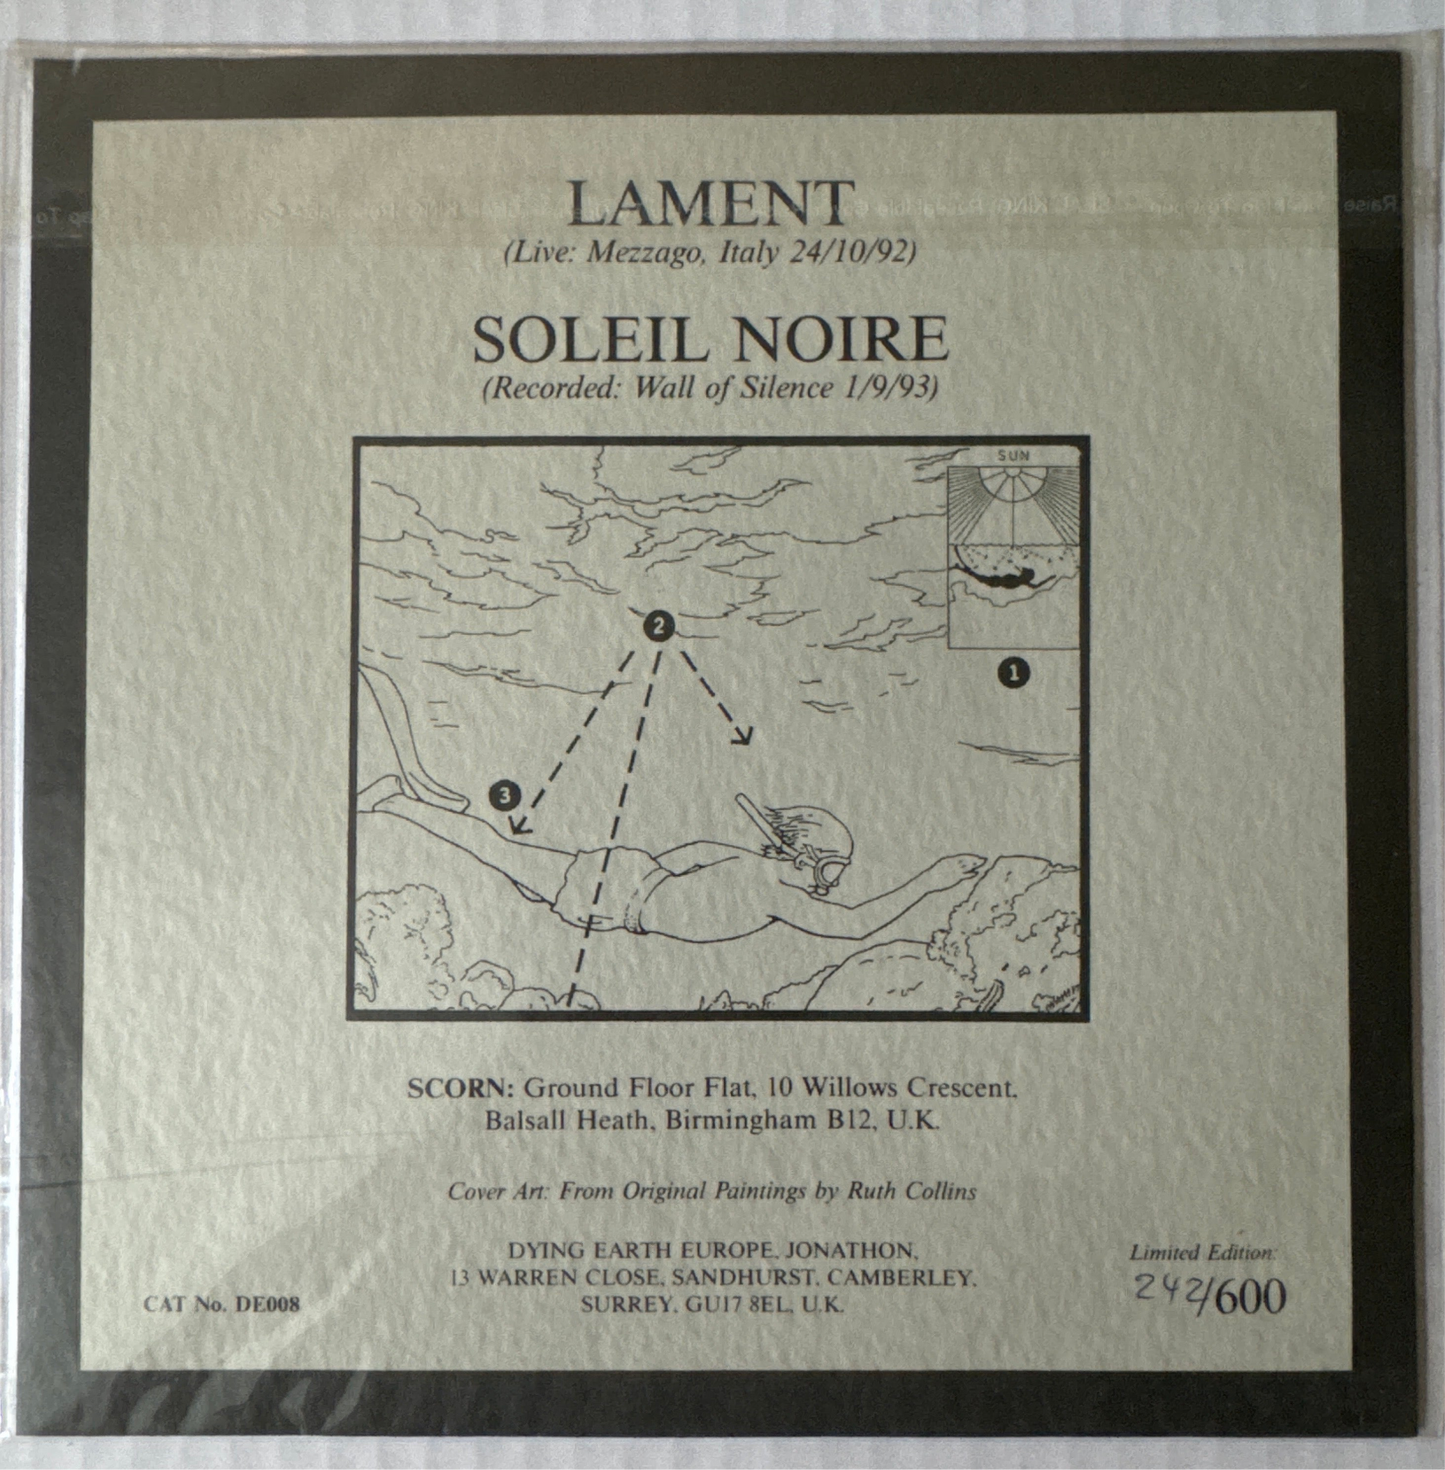 LAMENT
(Live: Mezzago, Italy 24/10/92)
SOLEIL NOIRE
(Recorded: Wall of Silence 1/9/93)
SUN
2
1
3
SCORN: Ground Floor Flat, 10 Willows Crescent,
Balsall Heath, Birmingham B12, U.K.
Cover Art: From Original Paintings by Ruth Collins
DYING EARTH EUROPE, JONATHON,
13 WARREN CLOSE, SANDHURST, CAMBERLEY,
SURREY, GU17 8EL, U.K.
CAT No. DE008
Limited Edition:
242/600